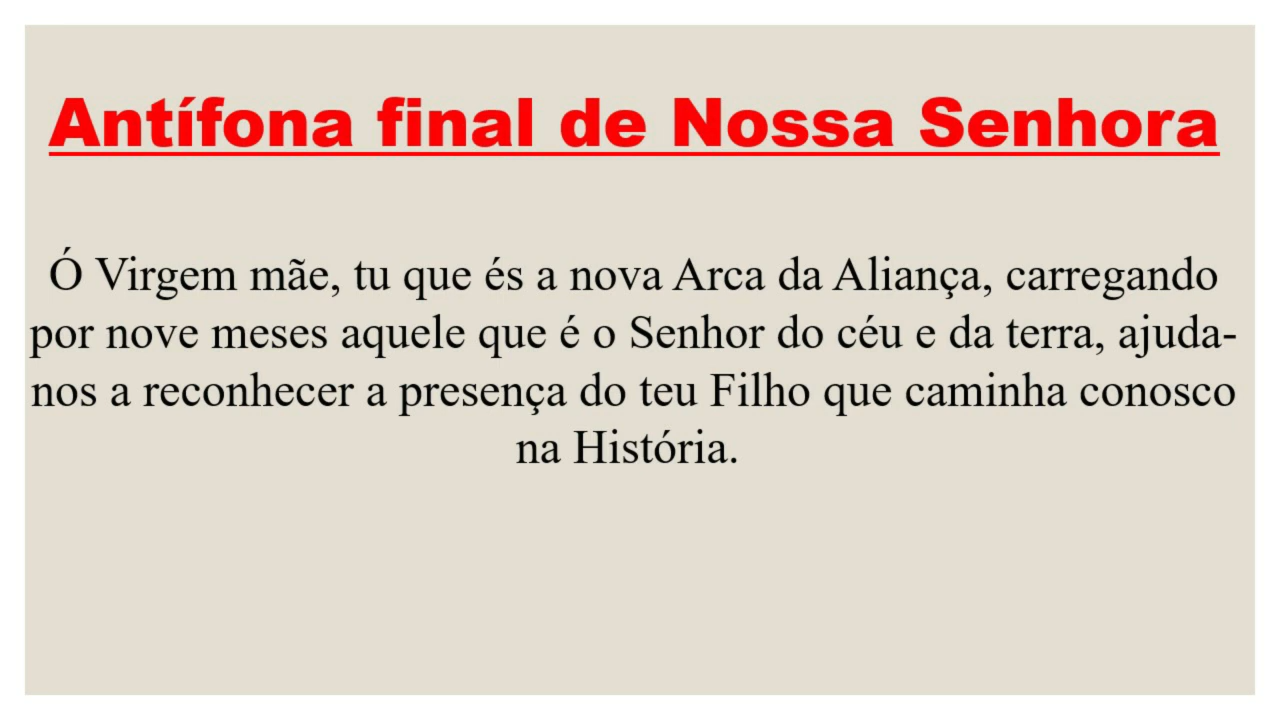 Antífona final de Nossa Senhora
Ó Virgem mãe, tu que és a nova Arca da Aliança, carregando
por nove meses aquele que é o Senhor do céu e da terra, ajuda-
nos a reconhecer a presença do teu Filho que caminha conosco
na História.